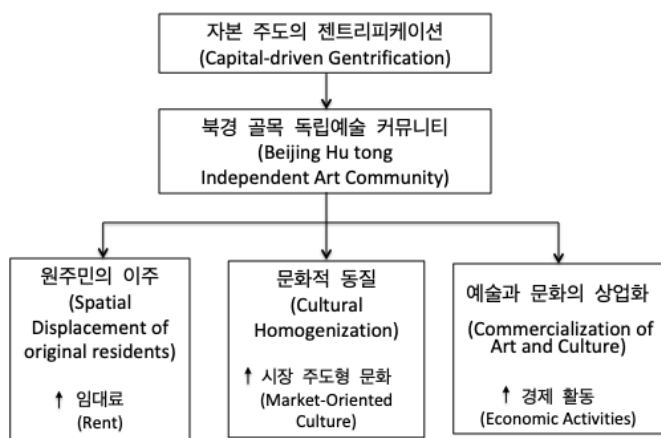 자본 주도의 젠트리피케이션
(Capital-driven Gentrification)
북경 골목 독립예술 커뮤니티
(Beijing Hu tong
Independent Art Community)
원주민의 이주
(Spatial
Displacement of
original residents)
↑ 임대료
(Rent)
문화적 동질
(Cultural
Homogenization)
↑ 시장 주도형 문화
(Market-Oriented
Culture)
예술과 문화의 상업화
(Commercialization of
Art and Culture)
↑ 경제 활동
(Economic Activities)